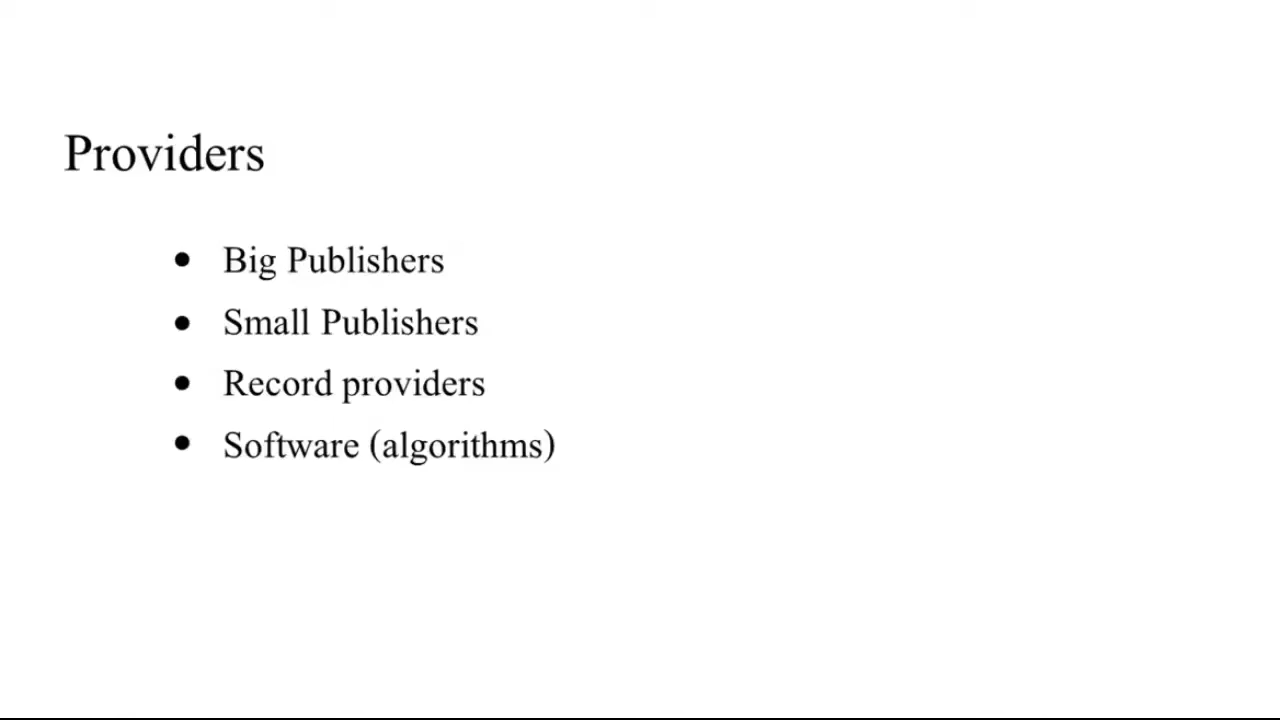 Providers
● Big Publishers
● Small Publishers
● Record providers
● Software (algorithms)